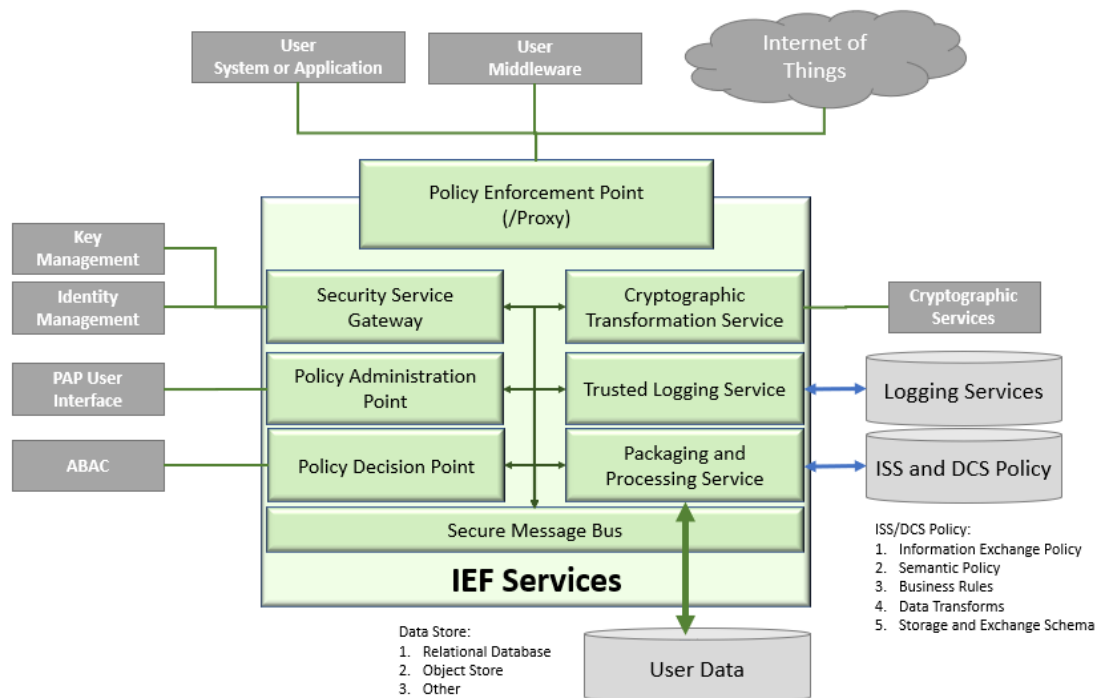 User
System or Application
User
Middleware
Internet of
Things
Policy Enforcement Point
(/Proxy)
Key
Management
Identity
Management
Security Service
Gateway
Cryptographic
Transformation Service
Cryptographic
Services
PAP User
Interface
Policy Administration
Point
Trusted Logging Service
Logging Services
ABAC
Policy Decision Point
Packaging and
Processing Service
ISS and DCS Policy
Secure Message Bus
IEF Services
ISS/DCS Policy:
1. Information Exchange Policy
2. Semantic Policy
3. Business Rules
4. Data Transforms
5. Storage and Exchange Schema
Data Store:
1. Relational Database
2. Object Store
3. Other
User Data